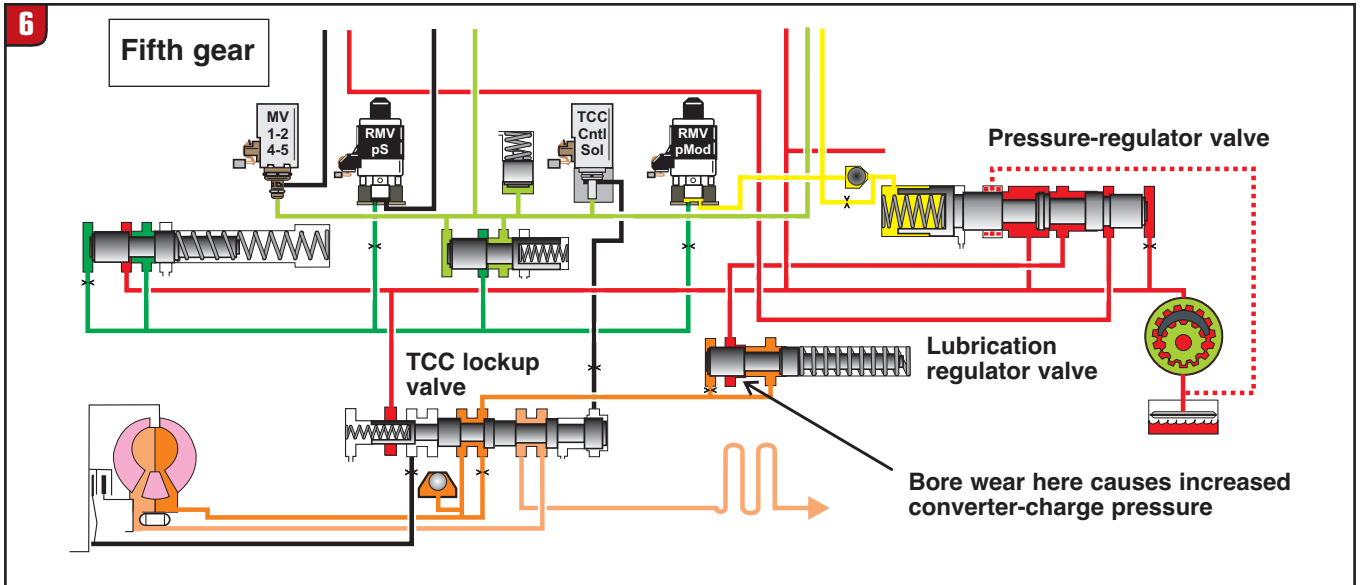 6
Fifth gear
MV
1-2
4-5
RMV
pS
TCC
Cntl
Sol
RMV
pMod
Pressure-regulator valve
TCC lockup
valve
Lubrication
regulator valve
Bore wear here causes increased
converter-charge pressure